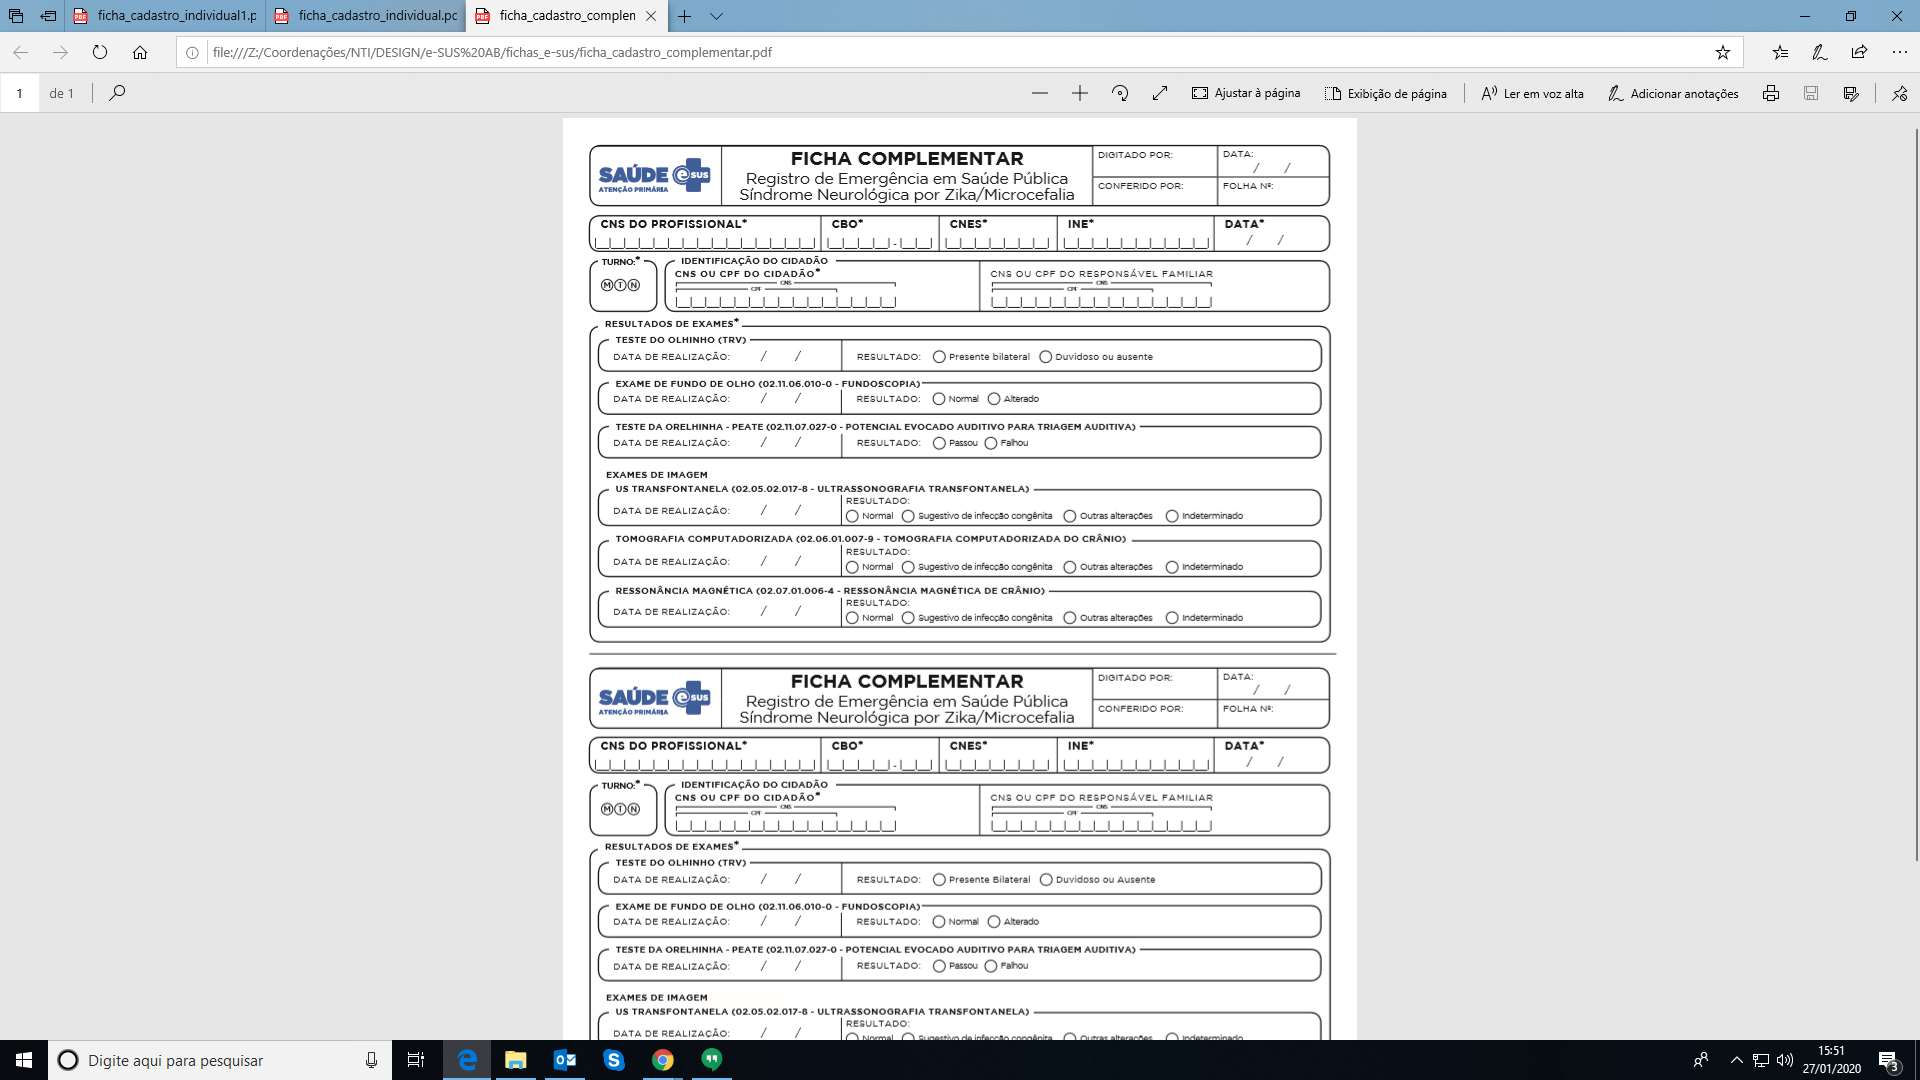 ficha_cadastro_individual1.p
ficha_cadastro_individual.pc
ficha_cadastro_complen
file:///Z:/Coordenações/NTI/DESIGN/e-SUS%20AB/fichas_e-sus/ficha_cadastro_complementar.pdf
1 de 1
Ajustar à página
Exibição de página
Ler em voz alta
Adicionar anotações
SAÚDE e SUS
ATENÇÃO PRIMÁRIA
FICHA COMPLEMENTAR
Registro de Emergência em Saúde Pública
Síndrome Neurológica por Zika/Microcefalia
DIGITADO POR:
DATA: / /
CONFERIDO POR:
FOLHA Nº:
CNS DO PROFISSIONAL*
CBO*
CNES*
INE*
DATA*
/ /
TURNO:*
M T N
IDENTIFICAÇÃO DO CIDADÃO
CNS OU CPF DO CIDADÃO*
CNS
CPF
CNS OU CPF DO RESPONSÁVEL FAMILIAR
CNS
CPF
RESULTADOS DE EXAMES*
TESTE DO OLHINHO (TRV)
DATA DE REALIZAÇÃO: / / RESULTADO: Presente bilateral Duvidoso ou ausente
EXAME DE FUNDO DE OLHO (02.11.06.010-0 - FUNDOSCOPIA)
DATA DE REALIZAÇÃO: / / RESULTADO: Normal Alterado
TESTE DA ORELHINHA - PEATE (02.11.07.027-0 - POTENCIAL EVOCADO AUDITIVO PARA TRIAGEM AUDITIVA)
DATA DE REALIZAÇÃO: / / RESULTADO: Passou Falhou
EXAMES DE IMAGEM
US TRANSFONTANELA (02.05.02.017-8 - ULTRASSONOGRAFIA TRANSFONTANELA)
RESULTADO:
DATA DE REALIZAÇÃO: / / Normal Sugestivo de infecção congênita Outras alterações Indeterminado
TOMOGRAFIA COMPUTADORIZADA (02.06.01.007-9 - TOMOGRAFIA COMPUTADORIZADA DO CRÂNIO)
RESULTADO:
DATA DE REALIZAÇÃO: / / Normal Sugestivo de infecção congênita Outras alterações Indeterminado
RESSONÂNCIA MAGNÉTICA (02.07.01.006-4 - RESSONÂNCIA MAGNÉTICA DE CRÂNIO)
RESULTADO:
DATA DE REALIZAÇÃO: / / Normal Sugestivo de infecção congênita Outras alterações Indeterminado
SAÚDE e SUS
ATENÇÃO PRIMÁRIA
FICHA COMPLEMENTAR
Registro de Emergência em Saúde Pública
Síndrome Neurológica por Zika/Microcefalia
DIGITADO POR:
DATA: / /
CONFERIDO POR:
FOLHA Nº:
CNS DO PROFISSIONAL*
CBO*
CNES*
INE*
DATA*
/ /
TURNO:*
M T N
IDENTIFICAÇÃO DO CIDADÃO
CNS OU CPF DO CIDADÃO*
CNS
CPF
CNS OU CPF DO RESPONSÁVEL FAMILIAR
CNS
CPF
RESULTADOS DE EXAMES*
TESTE DO OLHINHO (TRV)
DATA DE REALIZAÇÃO: / / RESULTADO: Presente Bilateral Duvidoso ou Ausente
EXAME DE FUNDO DE OLHO (02.11.06.010-0 - FUNDOSCOPIA)
DATA DE REALIZAÇÃO: / / RESULTADO: Normal Alterado
TESTE DA ORELHINHA - PEATE (02.11.07.027-0 - POTENCIAL EVOCADO AUDITIVO PARA TRIAGEM AUDITIVA)
DATA DE REALIZAÇÃO: / / RESULTADO: Passou Falhou
EXAMES DE IMAGEM
US TRANSFONTANELA (02.05.02.017-8 - ULTRASSONOGRAFIA TRANSFONTANELA)
RESULTADO:
DATA DE REALIZAÇÃO: / / Normal Sugestivo de infecção congênita Outras alterações Indeterminado
Digite aqui para pesquisar
15:51
27/01/2020
3